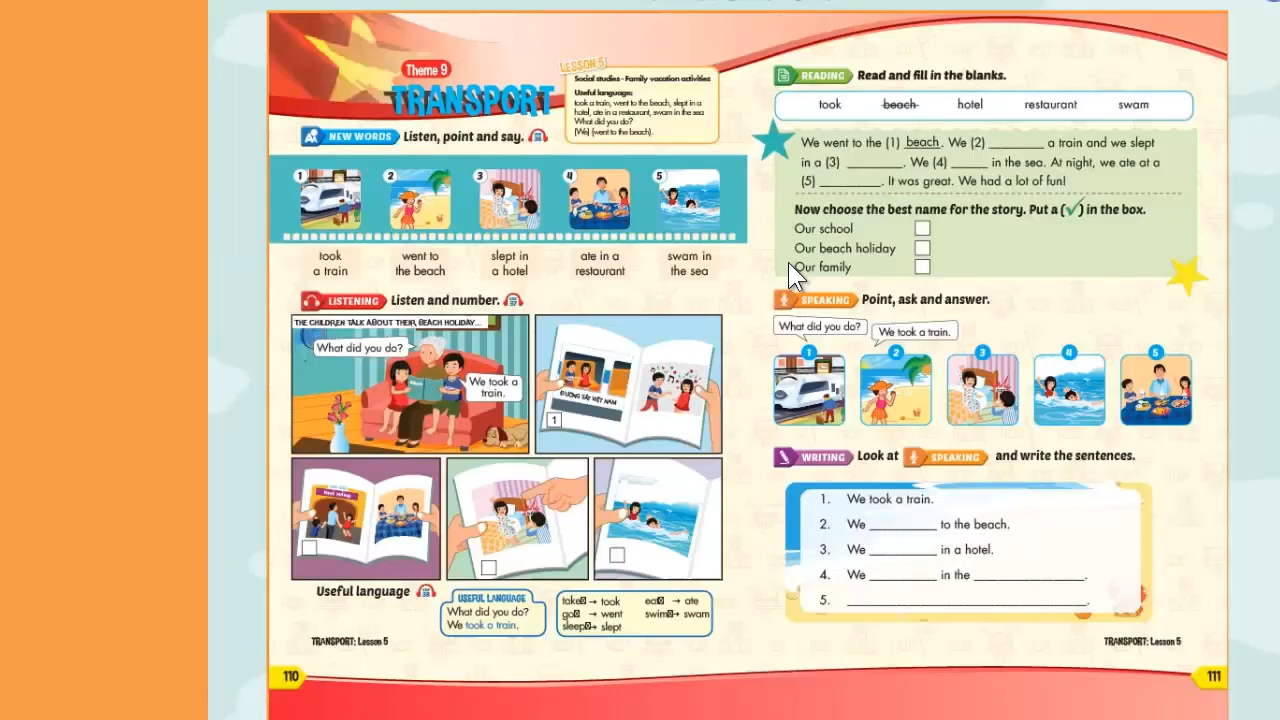 Theme 9
TRANSPORT
LESSON 5
Social studies - Family vacation activities
Useful language:
took a train, went to the beach, slept in a
hotel, ate in a restaurant, swam in the sea
What did you do?
(We) (went to the beach).
NEW WORDS Listen, point and say.
1 2 3 4 5
took
a train
went to
the beach
slept in
a hotel
ate in a
restaurant
swam in
the sea
LISTENING Listen and number.
THE CHILDREN TALK ABOUT THEIR BEACH HOLIDAY...
What did you do?
We took a
train.
ĐƯỜNG SẮT VIỆT NAM
1
NHÀ HÀNG
Useful language
USEFUL LANGUAGE
What did you do?
We took a train.
take → took
go → went
sleep → slept
eat → ate
swim → swam
TRANSPORT: Lesson 5
110
READING Read and fill in the blanks.
took beach hotel restaurant swam
We went to the (1) beach. We (2) ________ a train and we slept
in a (3) ________. We (4) ______ in the sea. At night, we ate at a
(5) _________. It was great. We had a lot of fun!
Now choose the best name for the story. Put a (✓) in the box.
Our school
Our beach holiday
Our family
SPEAKING Point, ask and answer.
What did you do?
We took a train.
1 2 3 4 5
WRITING Look at SPEAKING and write the sentences.
1. We took a train.
2. We __________ to the beach.
3. We __________ in a hotel.
4. We __________ in the ________________.
5. ___________________________________.
TRANSPORT: Lesson 5
111